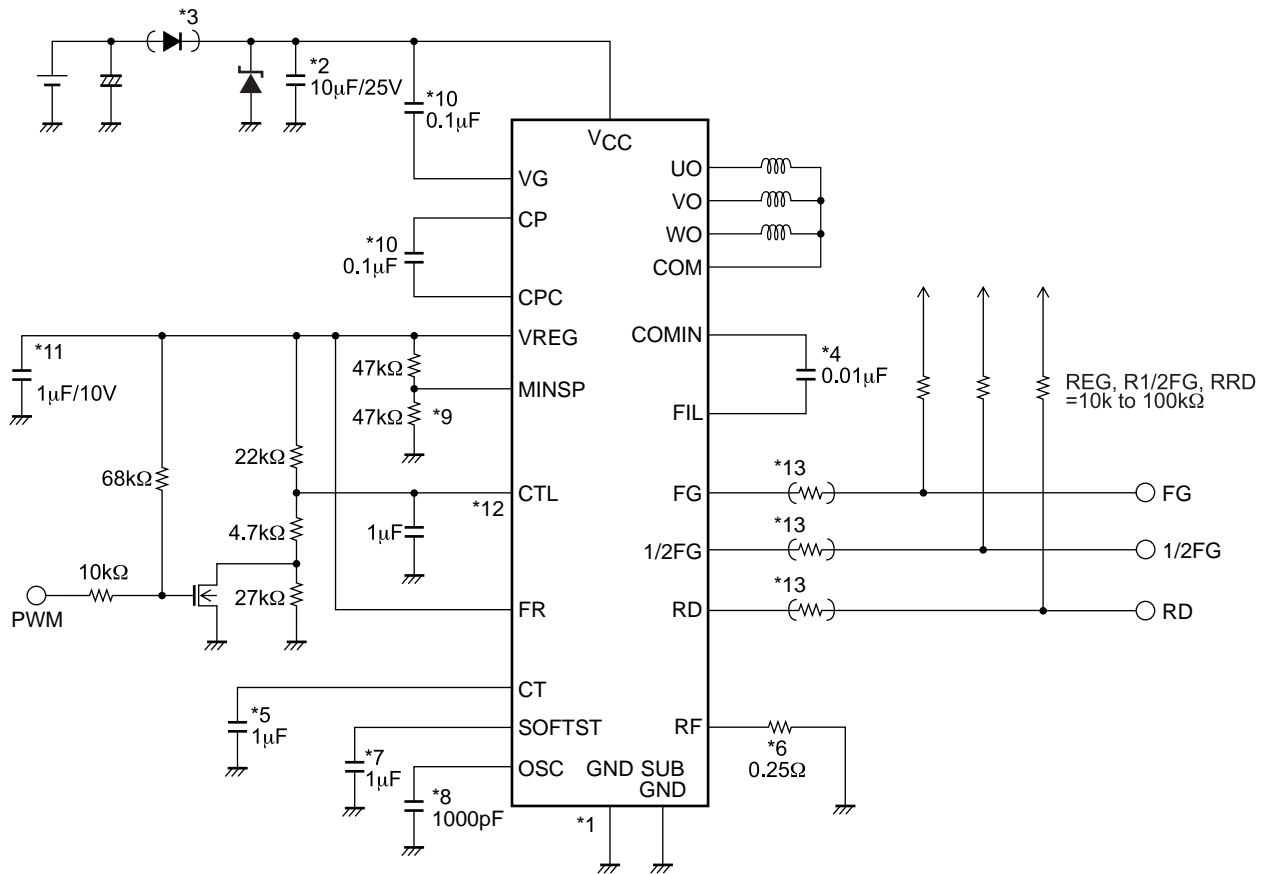 *3
*2
10µF/25V
*10
0.1µF
VCC
VG
CP
*10
0.1µF
CPC
VREG
*11
1µF/10V
47kΩ
MINSP
47kΩ *9
22kΩ
68kΩ
CTL
*12
1µF
4.7kΩ
10kΩ
PWM
27kΩ
FR
CT
*5
1µF
SOFTST
*7
1µF
OSC
*8
1000pF
UO
VO
WO
COM
COMIN
*4
0.01µF
FIL
REG, R1/2FG, RRD
=10k to 100kΩ
FG
*13
FG
1/2FG
*13
1/2FG
RD
*13
RD
RF
*6
0.25Ω
GND SUB
GND
*1